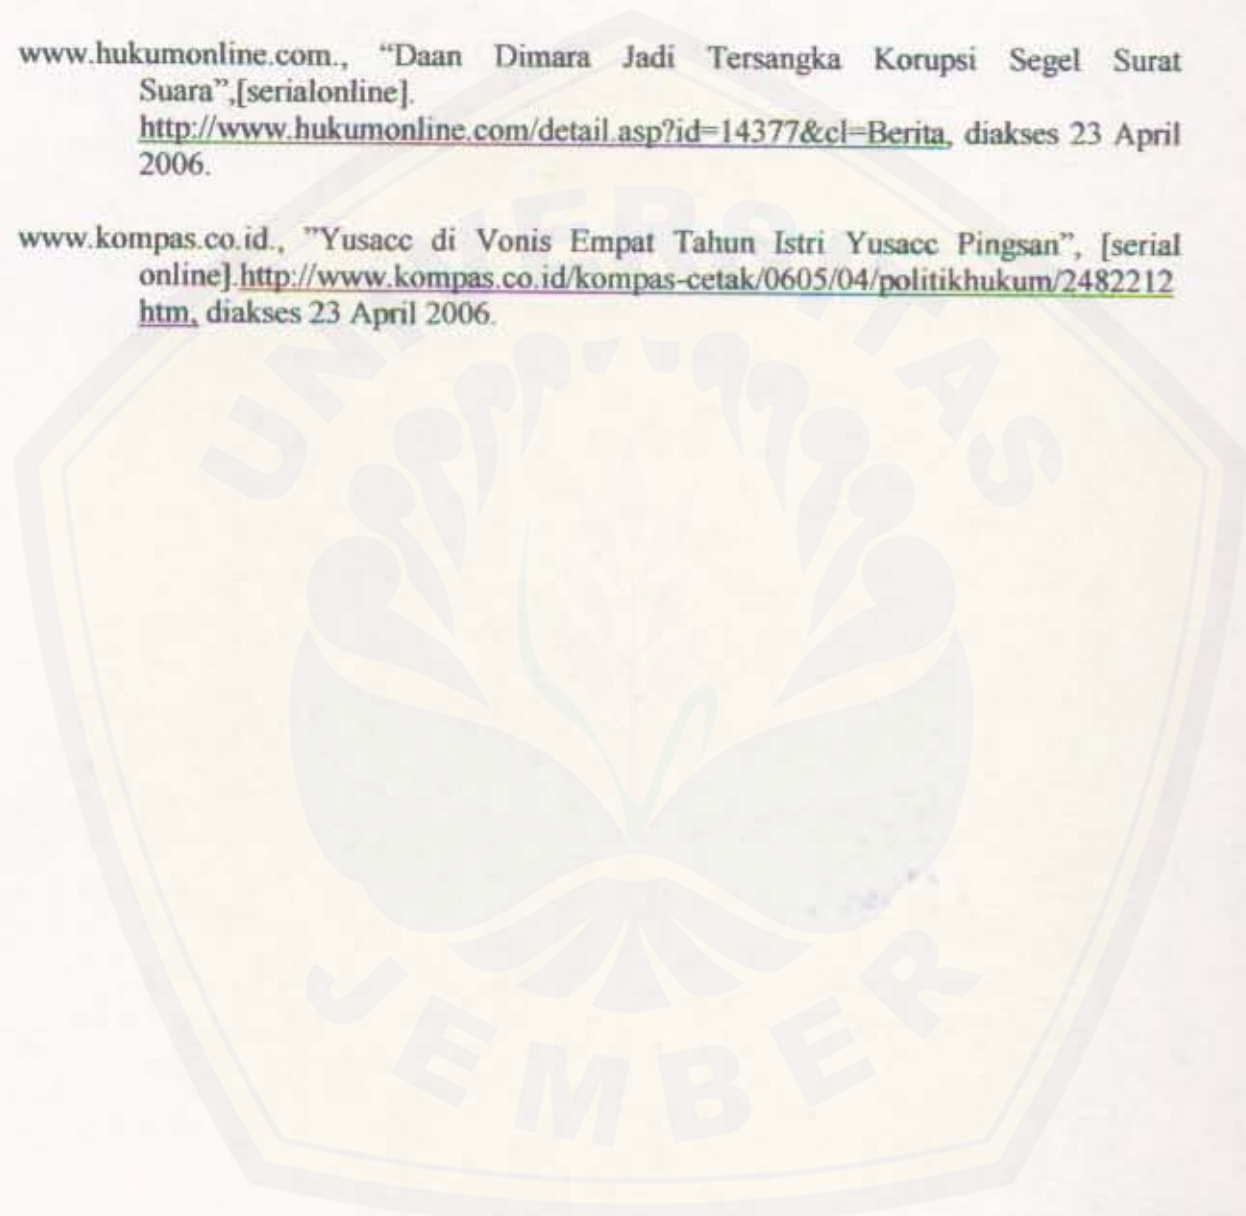 www.hukumonline.com., “Daan Dimara Jadi Tersangka Korupsi Segel Surat
Suara”,[serialonline].
http://www.hukumonline.com/detail.asp?id=14377&cl=Berita, diakses 23 April
2006.
www.kompas.co.id., ”Yusacc di Vonis Empat Tahun Istri Yusacc Pingsan”, [serial
online].http://www.kompas.co.id/kompas-cetak/0605/04/politikhukum/2482212
htm, diakses 23 April 2006.
UNIVERSITAS
JEMBER